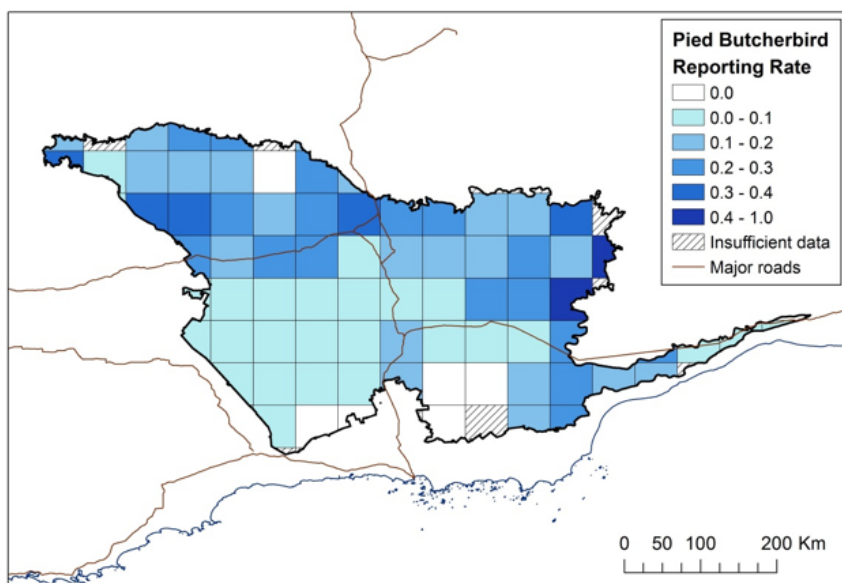 Pied Butcherbird
Reporting Rate
0.0
0.0 - 0.1
0.1 - 0.2
0.2 - 0.3
0.3 - 0.4
0.4 - 1.0
Insufficient data
Major roads
0 50 100 200 Km